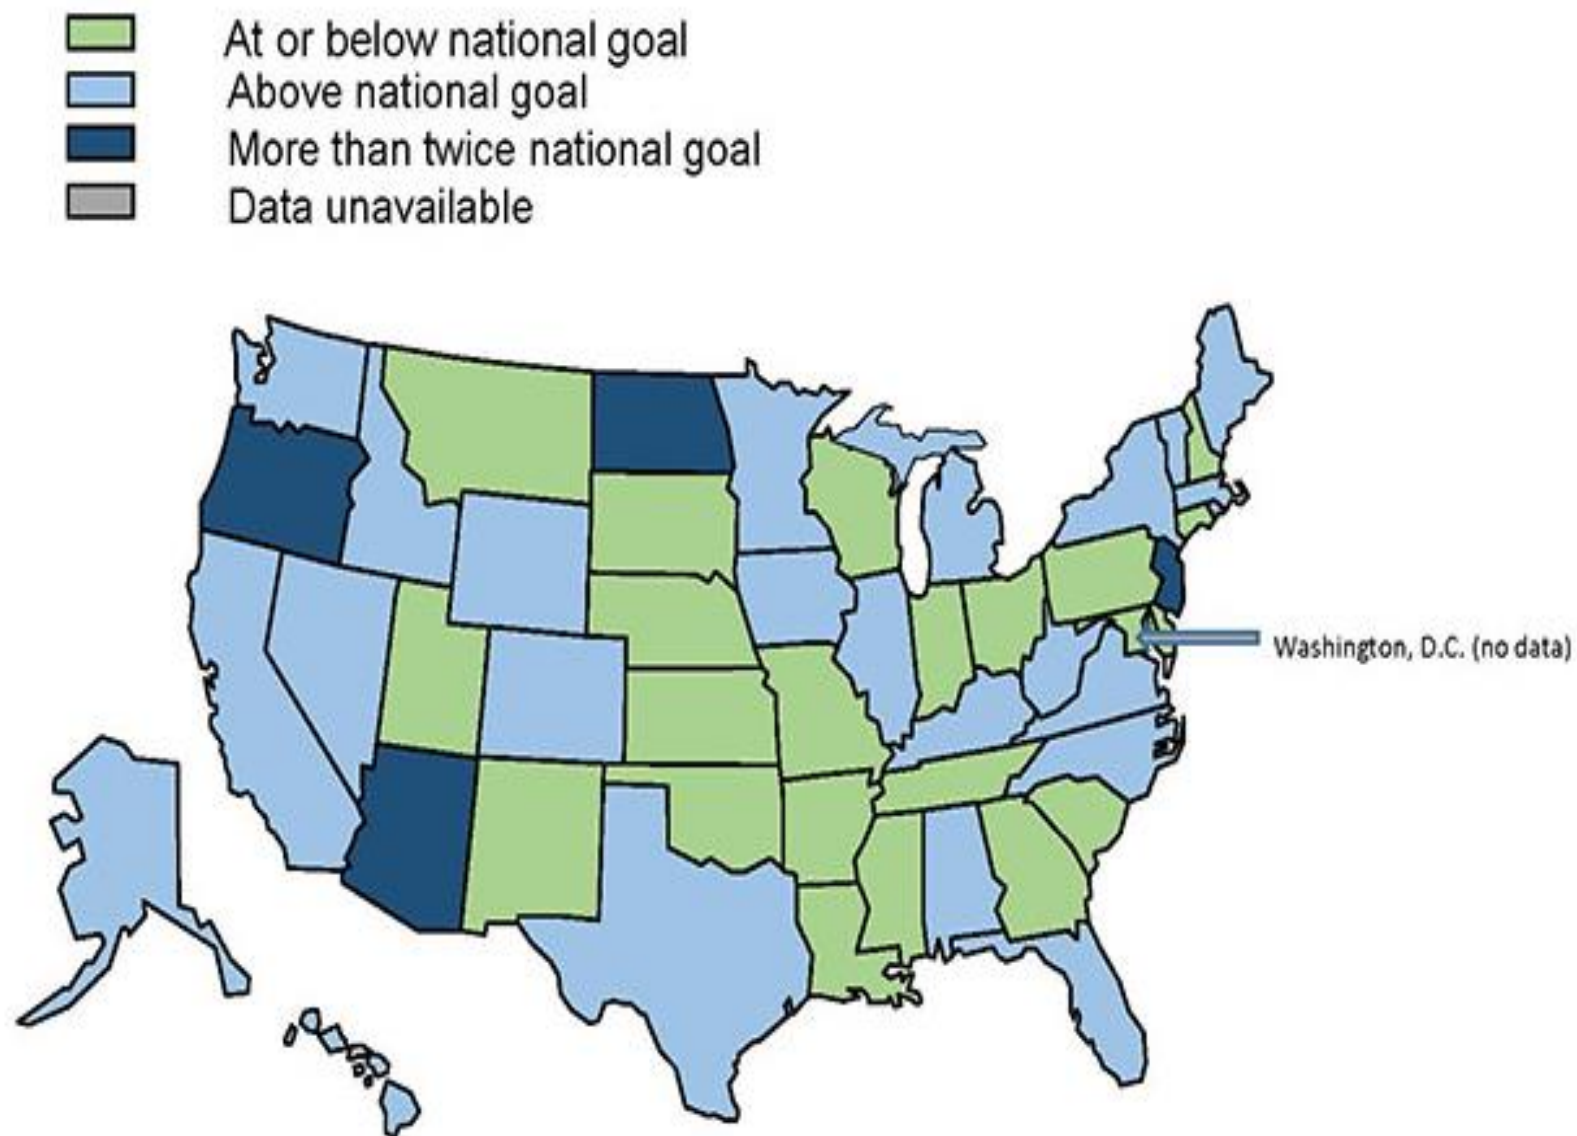 At or below national goal
Above national goal
More than twice national goal
Data unavailable
Washington, D.C. (no data)